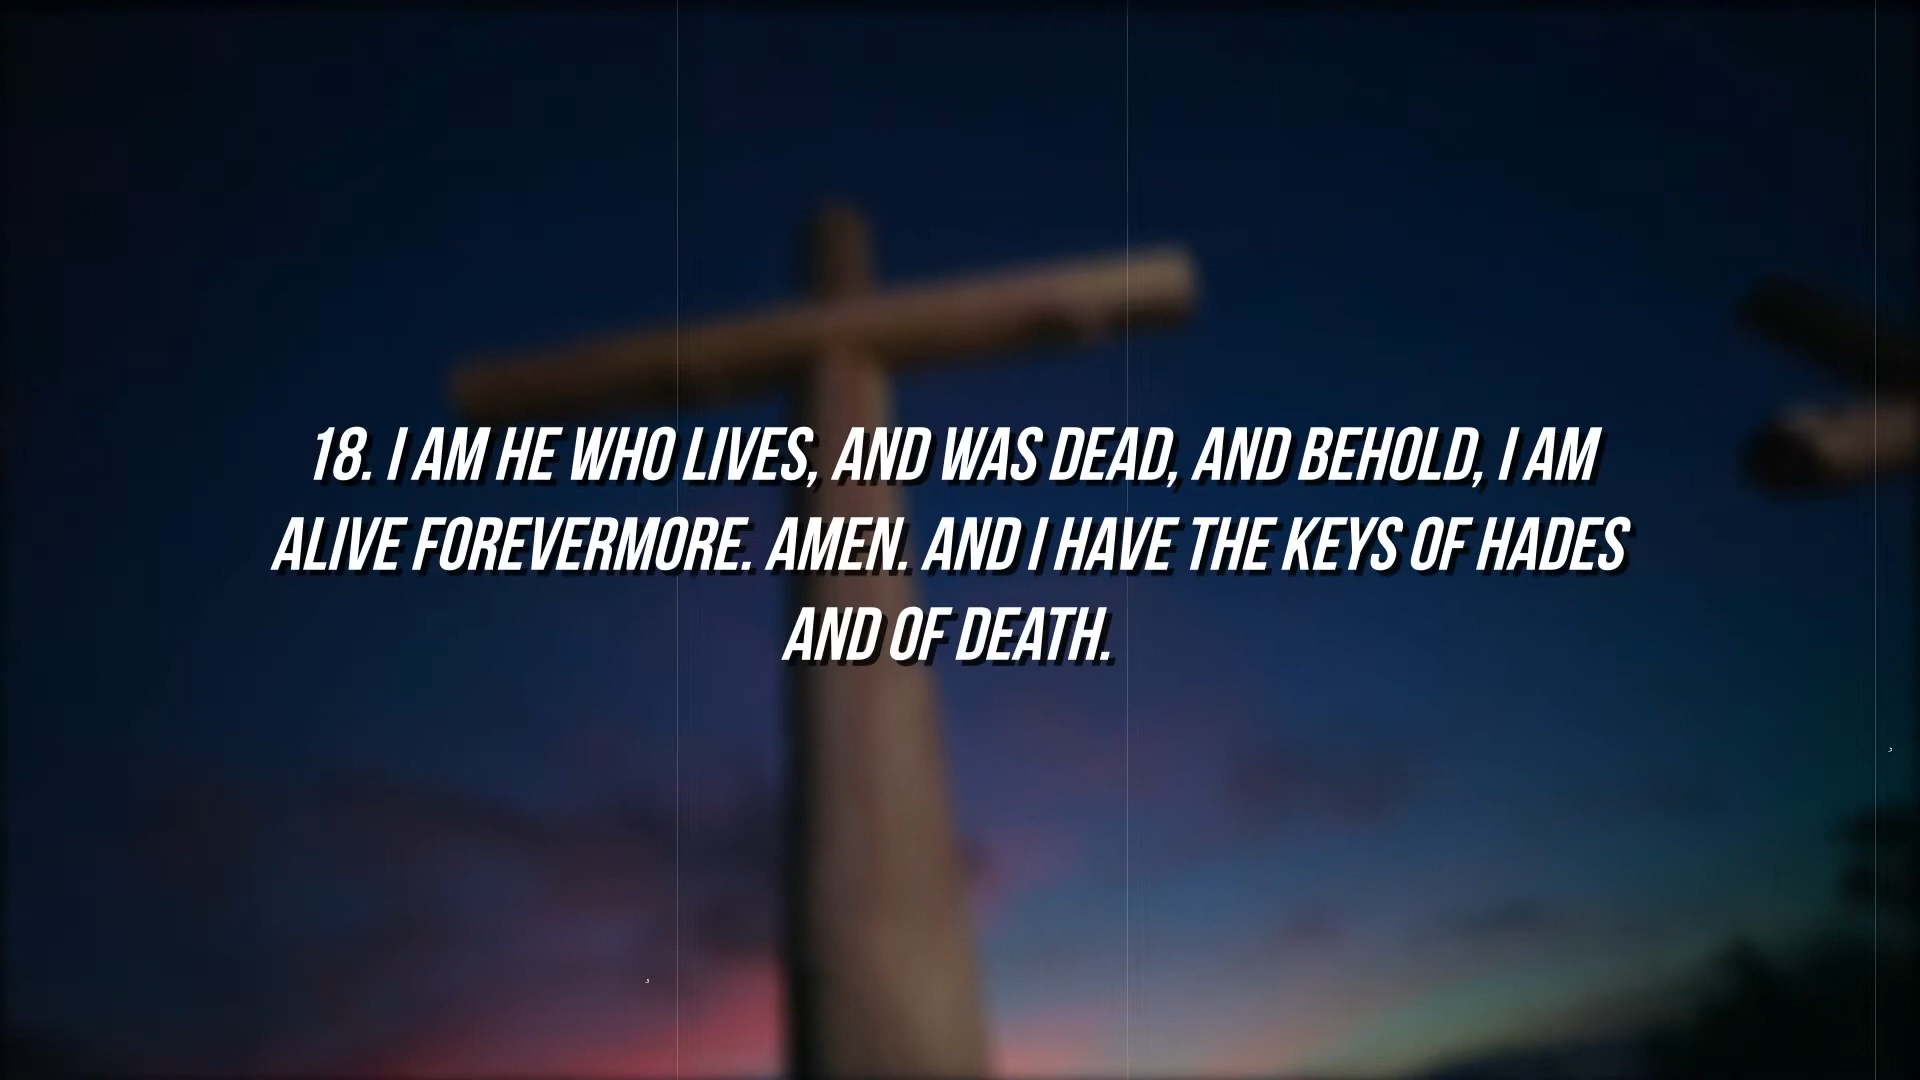 18. I AM HE WHO LIVES, AND WAS DEAD, AND BEHOLD, I AM
ALIVE FOREVERMORE. AMEN. AND I HAVE THE KEYS OF HADES
AND OF DEATH.